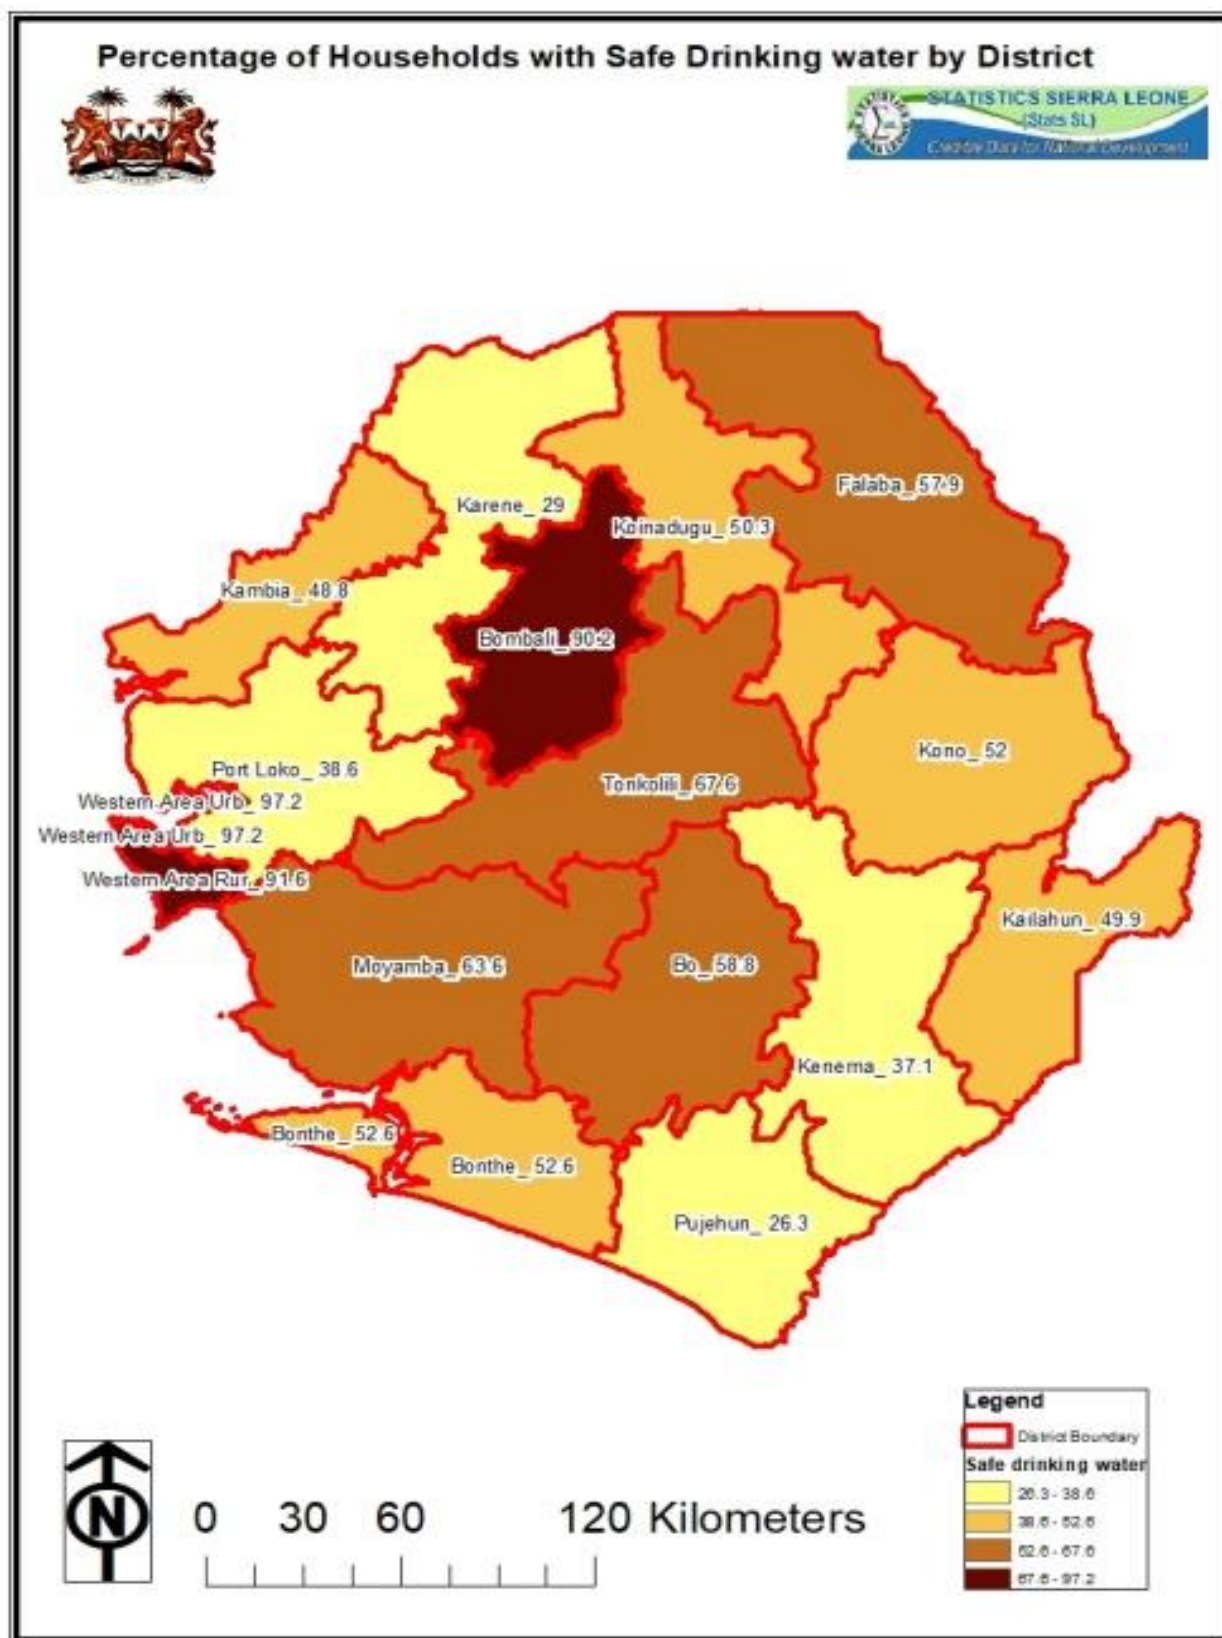 Percentage of Households with Safe Drinking water by District
STATISTICS SIERRA LEONE
(Stats SL)
Credible Data for National Development
Falaba_ 57.9
Karene_ 29
Koinadugu_ 50.3
Kambia_ 48.8
Bombali_ 90.2
Kono_ 52
Port Loko_ 38.6
Tonkolili_ 67.6
Western Area Urb_ 97.2
Western Area Urb_ 97.2
Western Area Rur_ 91.6
Kailahun_ 49.9
Moyamba_ 63.6
Bo_ 58.8
Kenema_ 37.1
Bonthe_ 52.6
Bonthe_ 52.6
Pujehun_ 26.3
Legend
District Boundary
Safe drinking water
26.3 - 38.6
38.6 - 52.6
52.6 - 67.6
67.6 - 97.2
N
0 30 60 120 Kilometers